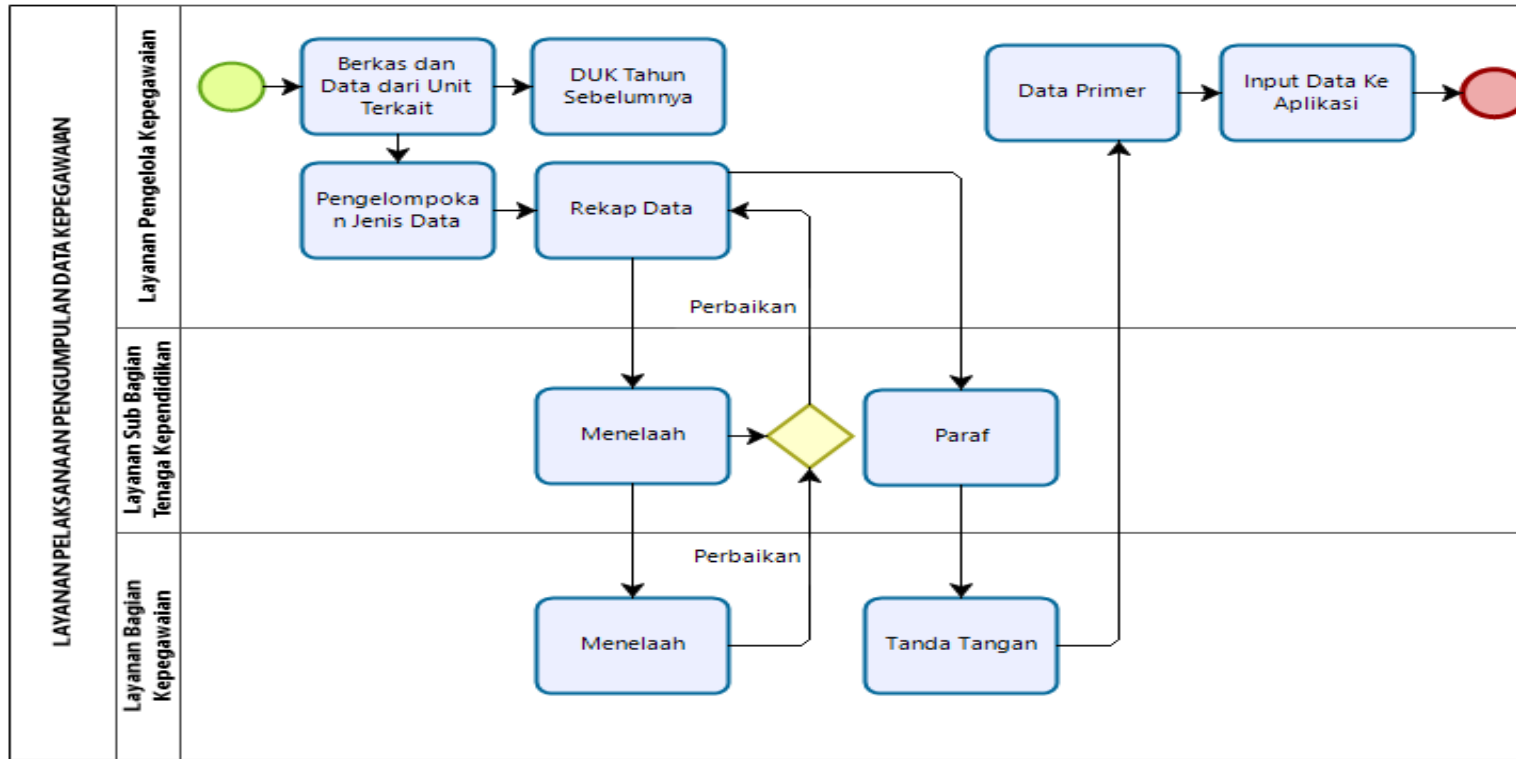 LAYANAN PELAKSANAAN PENGUMPULAN DATA KEPEGAWAIAN
Layanan Pengelola Kepegawaian
Berkas dan
Data dari Unit
Terkait
DUK Tahun
Sebelumnya
Data Primer
Input Data Ke
Aplikasi
Pengelompoka
n Jenis Data
Rekap Data
Perbaikan
Layanan Sub Bagian
Tenaga Kependidikan
Menelaah
Paraf
Perbaikan
Layanan Bagian
Kepegawaian
Menelaah
Tanda Tangan